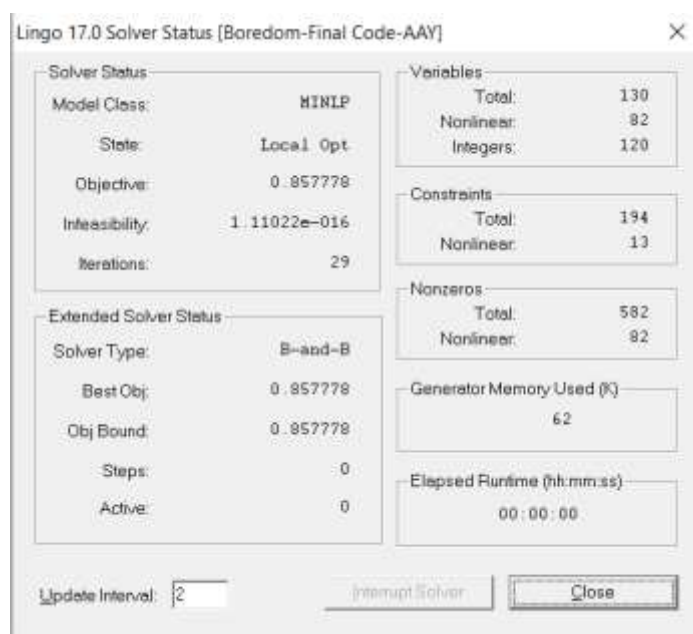 Lingo 17.0 Solver Status [Boredom-Final Code-AAY]
Solver Status
Model Class: MINLP
State: Local Opt
Objective: 0.857778
Infeasibility: 1.11022e-016
Iterations: 29
Extended Solver Status
Solver Type: B-and-B
Best Obj: 0.857778
Obj Bound: 0.857778
Steps: 0
Active: 0
Variables
Total: 130
Nonlinear: 82
Integers: 120
Constraints
Total: 194
Nonlinear: 13
Nonzeros
Total: 582
Nonlinear: 82
Generator Memory Used (K)
62
Elapsed Runtime (hh:mm:ss)
00:00:00
Update Interval: 2
Interrupt Solver
Close